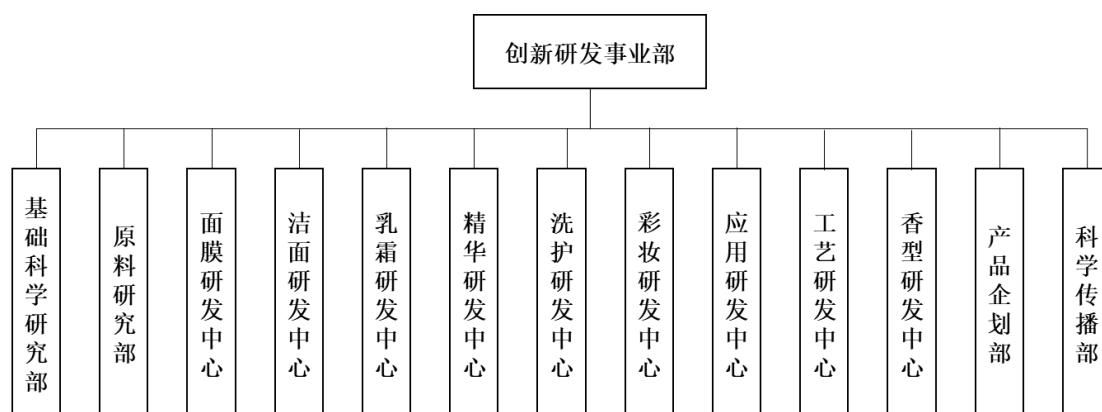 创新研发事业部
基础科学研究部
原料研究部
面膜研发中心
洁面研发中心
乳霜研发中心
精华研发中心
洗护研发中心
彩妆研发中心
应用研发中心
工艺研发中心
香型研发中心
产品企划部
科学传播部